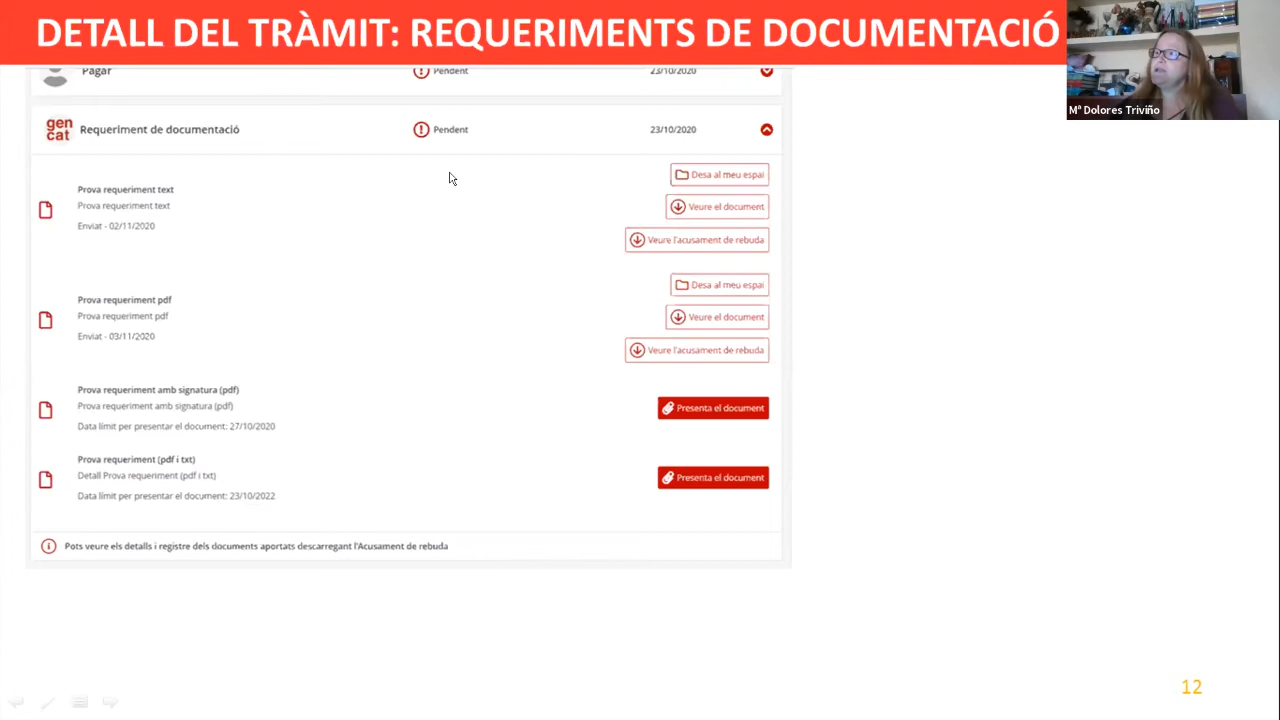 DETALL DEL TRÀMIT: REQUERIMENTS DE DOCUMENTACIÓ
Mª Dolores Triviño
Pagar Pendent 23/10/2020
gen cat Requeriment de documentació Pendent 23/10/2020
Prova requeriment text
Prova requeriment text
Enviat - 02/11/2020
Desa al meu espai
Veure el document
Veure l'acusament de rebuda
Prova requeriment pdf
Prova requeriment pdf
Enviat - 03/11/2020
Desa al meu espai
Veure el document
Veure l'acusament de rebuda
Prova requeriment amb signatura (pdf)
Prova requeriment amb signatura (pdf)
Data límit per presentar el document: 27/10/2020
Presenta el document
Prova requeriment (pdf i txt)
Detall Prova requeriment (pdf i txt)
Data límit per presentar el document: 23/10/2022
Presenta el document
Pots veure els detalls i registre dels documents aportats descarregant l'Acusament de rebuda
12